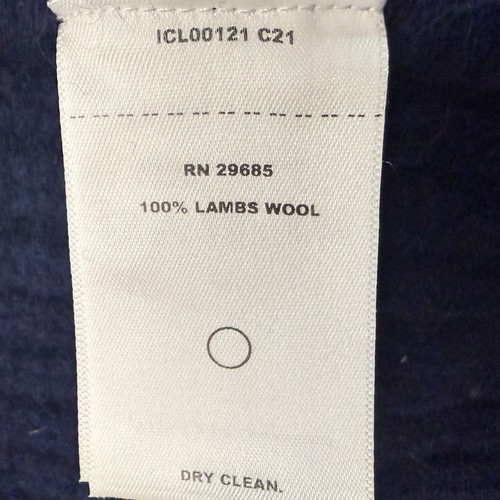 ICL00121 C21
RN 29685
100% LAMBS WOOL
DRY CLEAN.